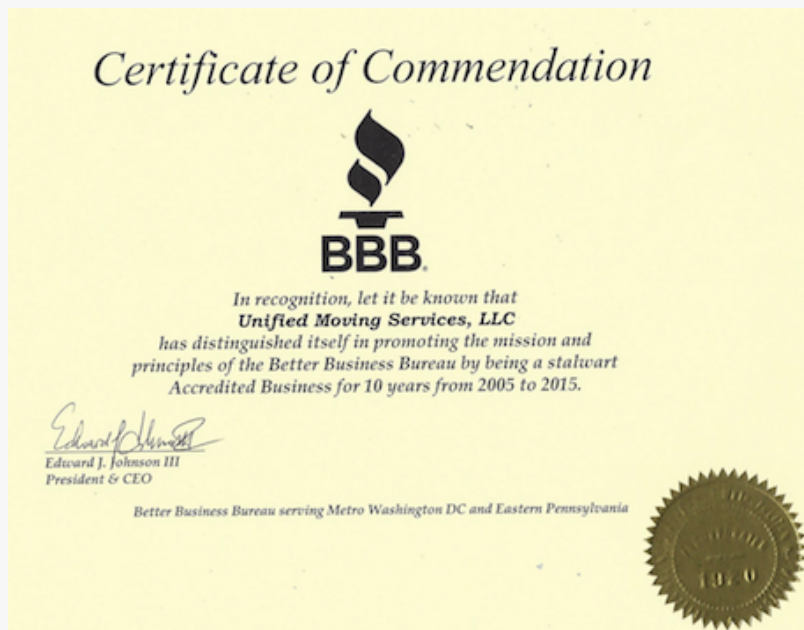 Certificate of Commendation
BBB®
In recognition, let it be known that
Unified Moving Services, LLC
has distinguished itself in promoting the mission and
principles of the Better Business Bureau by being a stalwart
Accredited Business for 10 years from 2005 to 2015.
Edward J. Johnson III
President & CEO
Better Business Bureau serving Metro Washington DC and Eastern Pennsylvania
1920